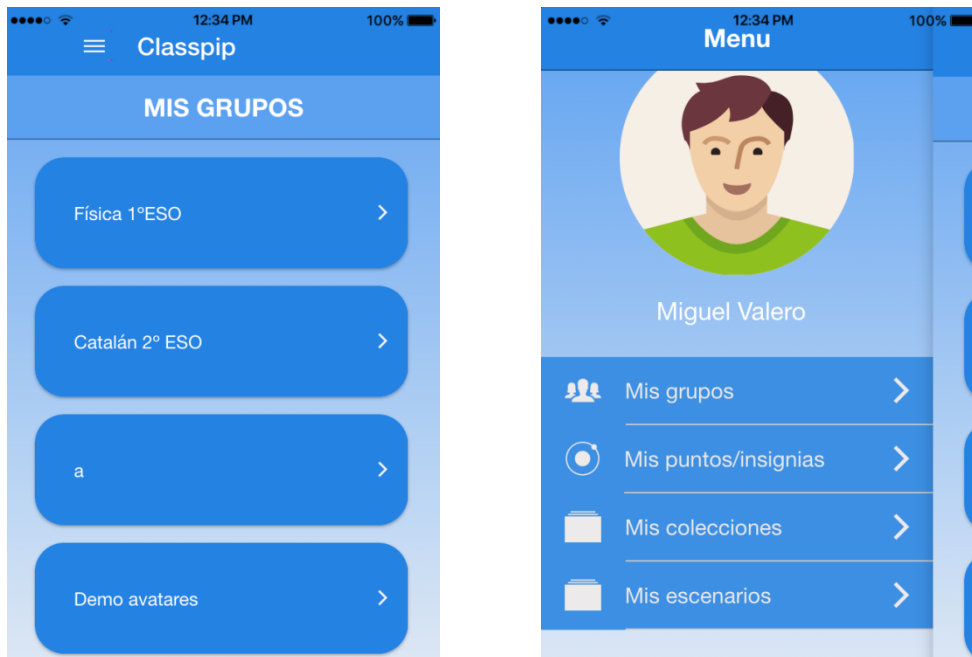 12:34 PM
100%
Classpip
MIS GRUPOS
Física 1ºESO
Catalán 2º ESO
a
Demo avatares
12:34 PM
100%
Menu
Miguel Valero
Mis grupos
Mis puntos/insignias
Mis colecciones
Mis escenarios